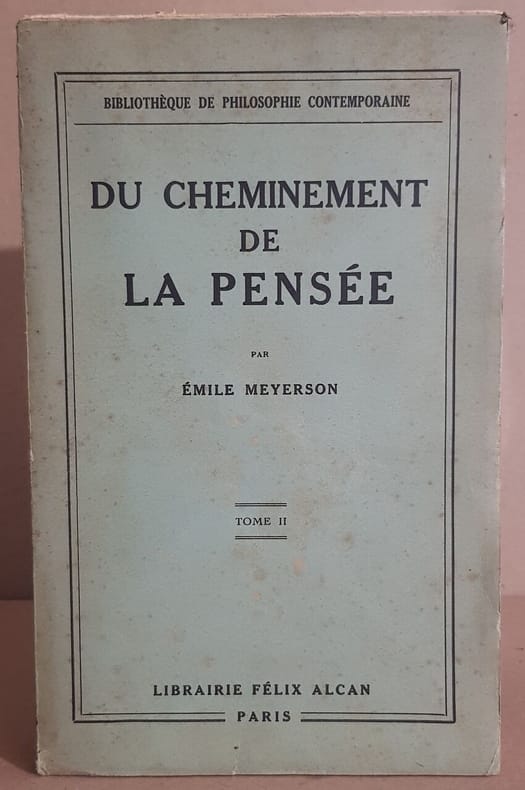 BIBLIOTHÈQUE DE PHILOSOPHIE CONTEMPORAINE
DU CHEMINEMENT
DE
LA PENSÉE
PAR
ÉMILE MEYERSON
TOME II
LIBRAIRIE FÉLIX ALCAN
PARIS